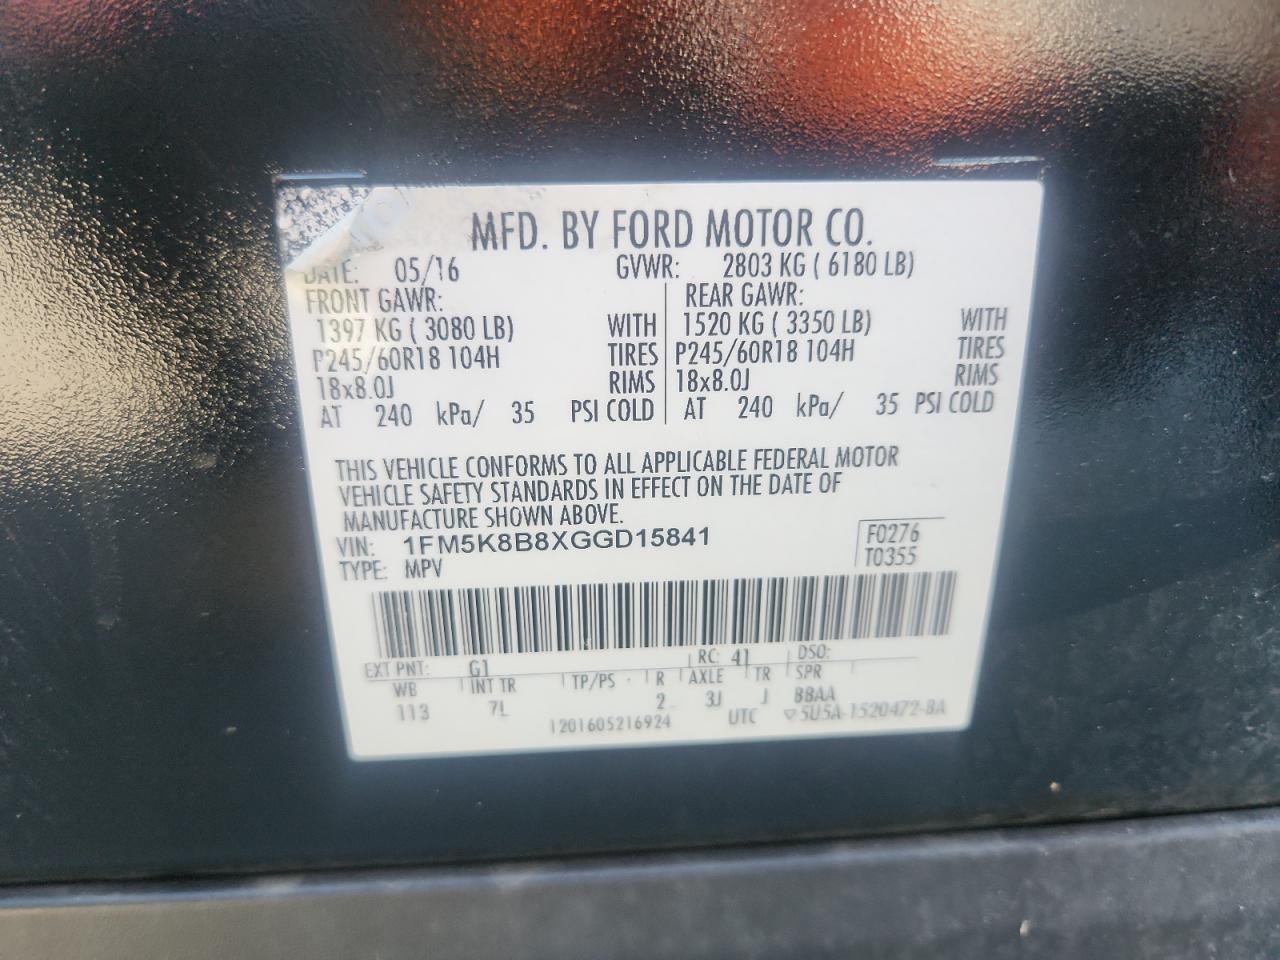 MFD. BY FORD MOTOR CO.
DATE: 05/16 GVWR: 2803 KG ( 6180 LB)
FRONT GAWR: REAR GAWR:
1397 KG ( 3080 LB) WITH 1520 KG ( 3350 LB) WITH
P245/60R18 104H TIRES P245/60R18 104H TIRES
18x8.0J RIMS 18x8.0J RIMS
AT 240 kPa/ 35 PSI COLD AT 240 kPa/ 35 PSI COLD
THIS VEHICLE CONFORMS TO ALL APPLICABLE FEDERAL MOTOR
VEHICLE SAFETY STANDARDS IN EFFECT ON THE DATE OF
MANUFACTURE SHOWN ABOVE.
VIN: 1FM5K8B8XGGD15841 F0276
TYPE: MPV T0355
EXT PNT: G1 RC: 41 DSO:
WB INT TR TP/PS R AXLE TR SPR
113 7L 2 3J J BBAA
1201605216924 UTC ▽5U5A-1520472-BA